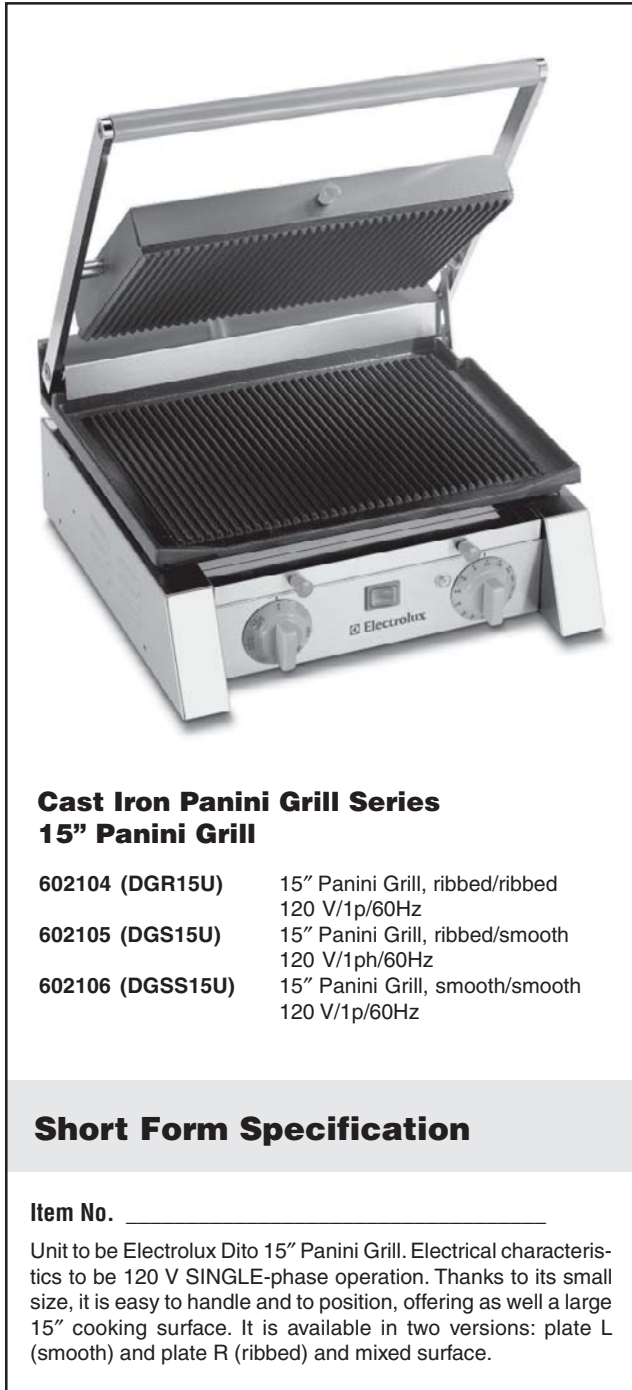 Electrolux
Cast Iron Panini Grill Series
15” Panini Grill
602104 (DGR15U) 15″ Panini Grill, ribbed/ribbed
120 V/1p/60Hz
602105 (DGS15U) 15″ Panini Grill, ribbed/smooth
120 V/1ph/60Hz
602106 (DGSS15U) 15″ Panini Grill, smooth/smooth
120 V/1p/60Hz
Short Form Specification
Item No. ___________________________________
Unit to be Electrolux Dito 15″ Panini Grill. Electrical characteris-
tics to be 120 V SINGLE-phase operation. Thanks to its small
size, it is easy to handle and to position, offering as well a large
15″ cooking surface. It is available in two versions: plate L
(smooth) and plate R (ribbed) and mixed surface.